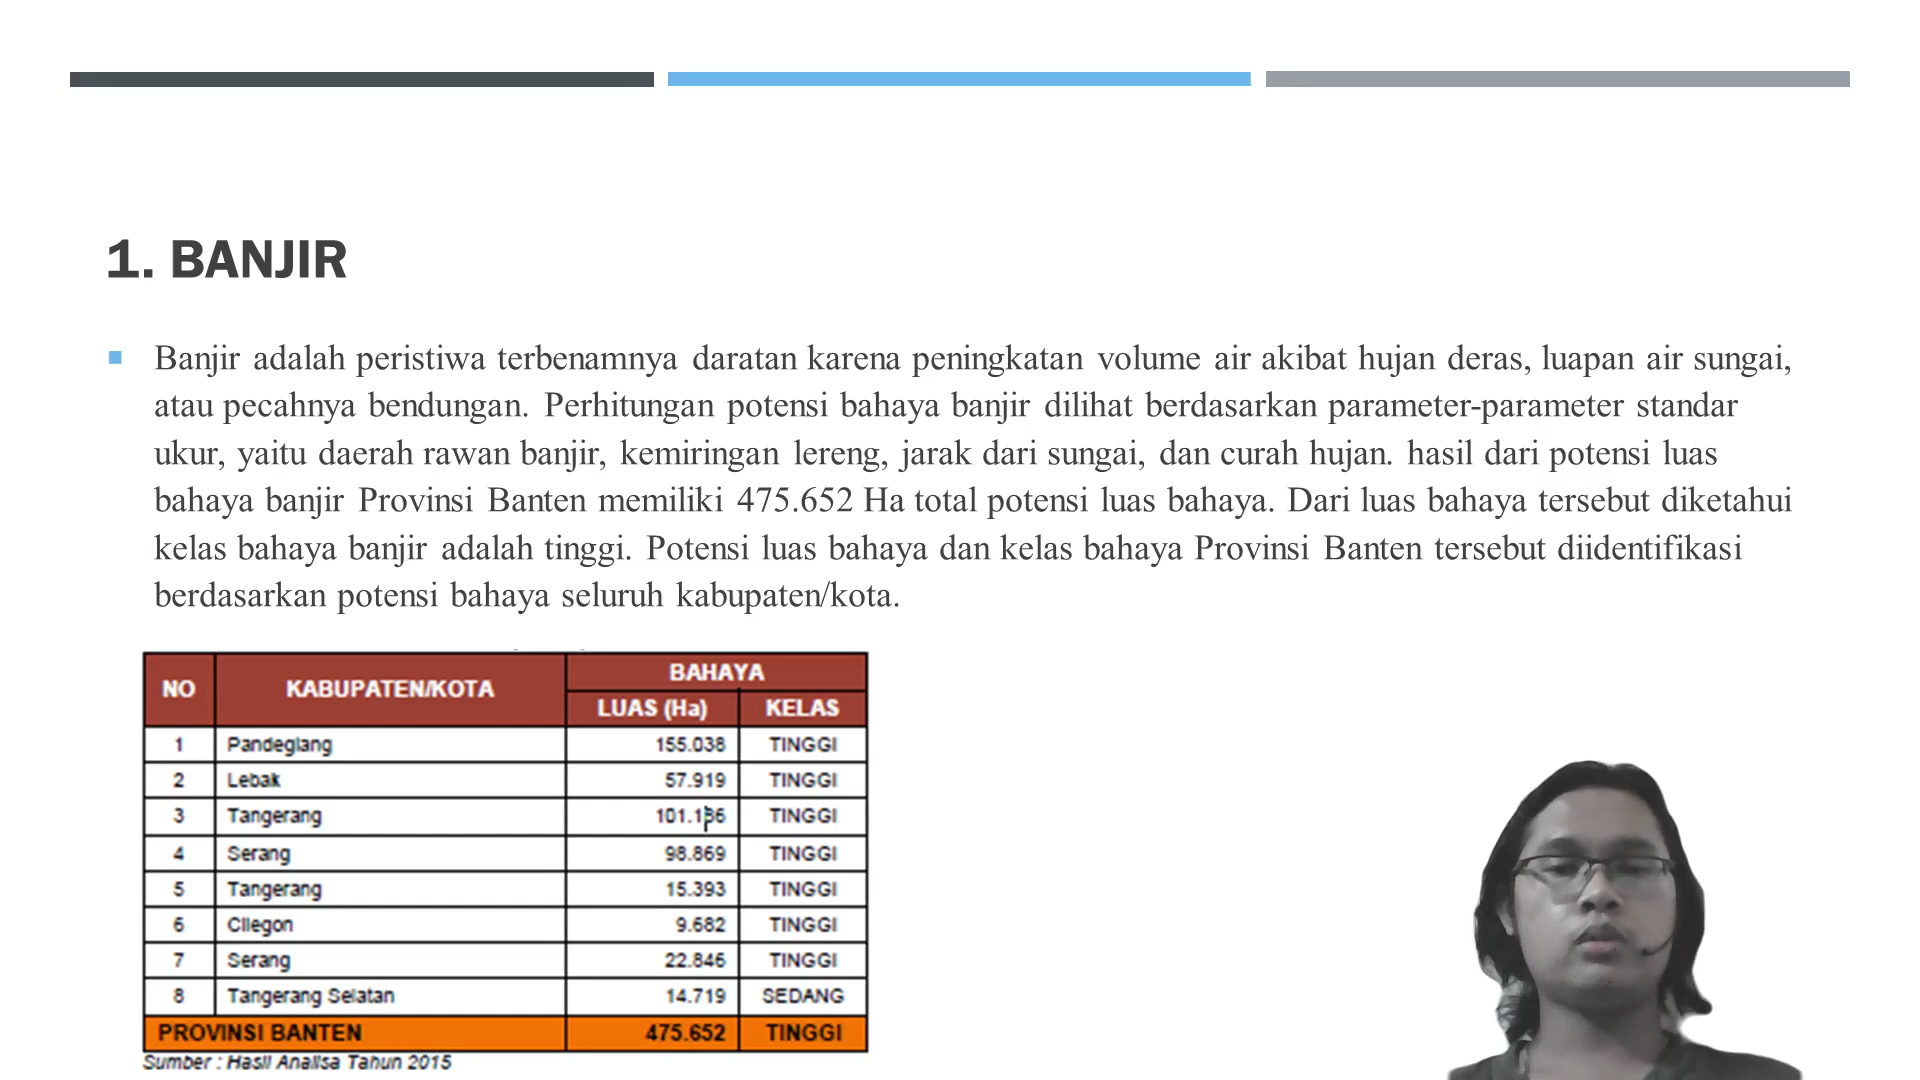 1. BANJIR
Banjir adalah peristiwa terbenamnya daratan karena peningkatan volume air akibat hujan deras, luapan air sungai,
atau pecahnya bendungan. Perhitungan potensi bahaya banjir dilihat berdasarkan parameter-parameter standar
ukur, yaitu daerah rawan banjir, kemiringan lereng, jarak dari sungai, dan curah hujan. hasil dari potensi luas
bahaya banjir Provinsi Banten memiliki 475.652 Ha total potensi luas bahaya. Dari luas bahaya tersebut diketahui
kelas bahaya banjir adalah tinggi. Potensi luas bahaya dan kelas bahaya Provinsi Banten tersebut diidentifikasi
berdasarkan potensi bahaya seluruh kabupaten/kota.
NO KABUPATEN/KOTA BAHAYA
LUAS (Ha) KELAS
1 Pandeglang 155.038 TINGGI
2 Lebak 57.919 TINGGI
3 Tangerang TINGGI
4 Serang 98.869 TINGGI
5 Tangerang 15.393 TINGGI
6 Cilegon 9.682 TINGGI
7 Serang 22.846 TINGGI
8 Tangerang Selatan 14.719 SEDANG
PROVINSI BANTEN 475.652 TINGGI
Sumber : Hasil Analisa Tahun 2015